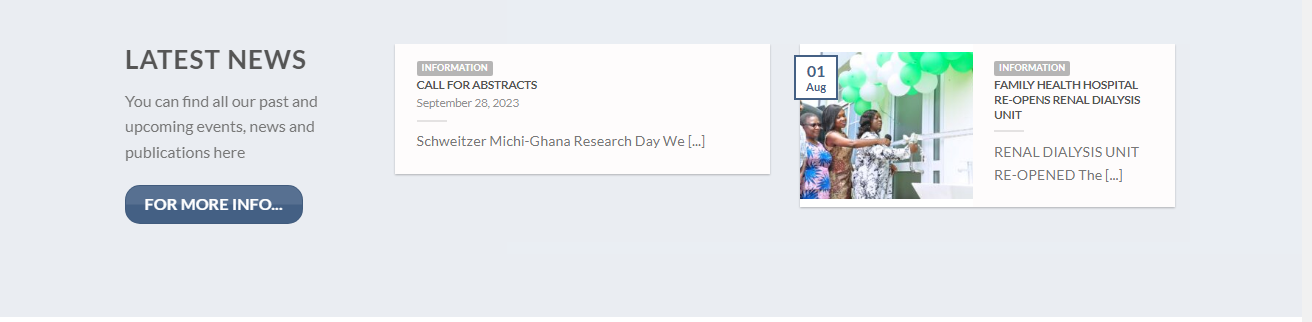 LATEST NEWS
You can find all our past and
upcoming events, news and
publications here
FOR MORE INFO...
INFORMATION
CALL FOR ABSTRACTS
September 28, 2023
Schweitzer Michi-Ghana Research Day We [...]
01
Aug
INFORMATION
FAMILY HEALTH HOSPITAL
RE-OPENS RENAL DIALYSIS
UNIT
RENAL DIALYSIS UNIT
RE-OPENED The [...]